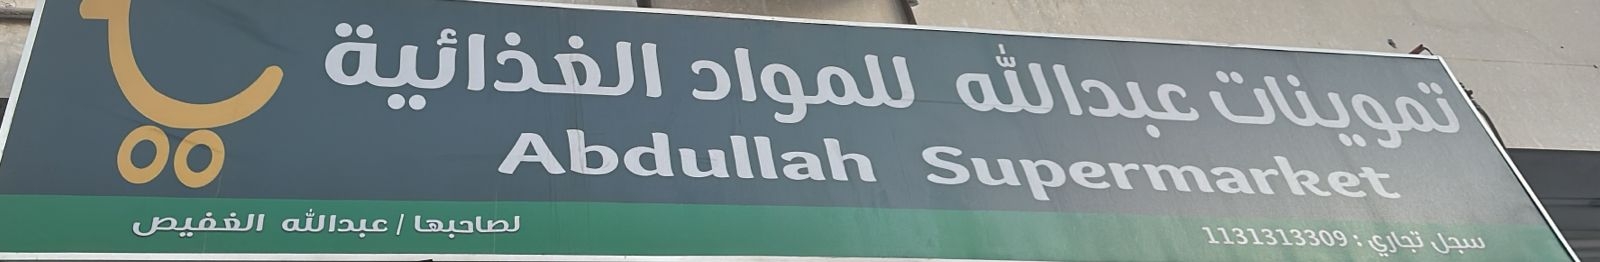 تموينات عبدالله للمواد الغذائية
Abdullah Supermarket
سجل تجاري : 1131313309
لصاحبها / عبدالله الغفيص